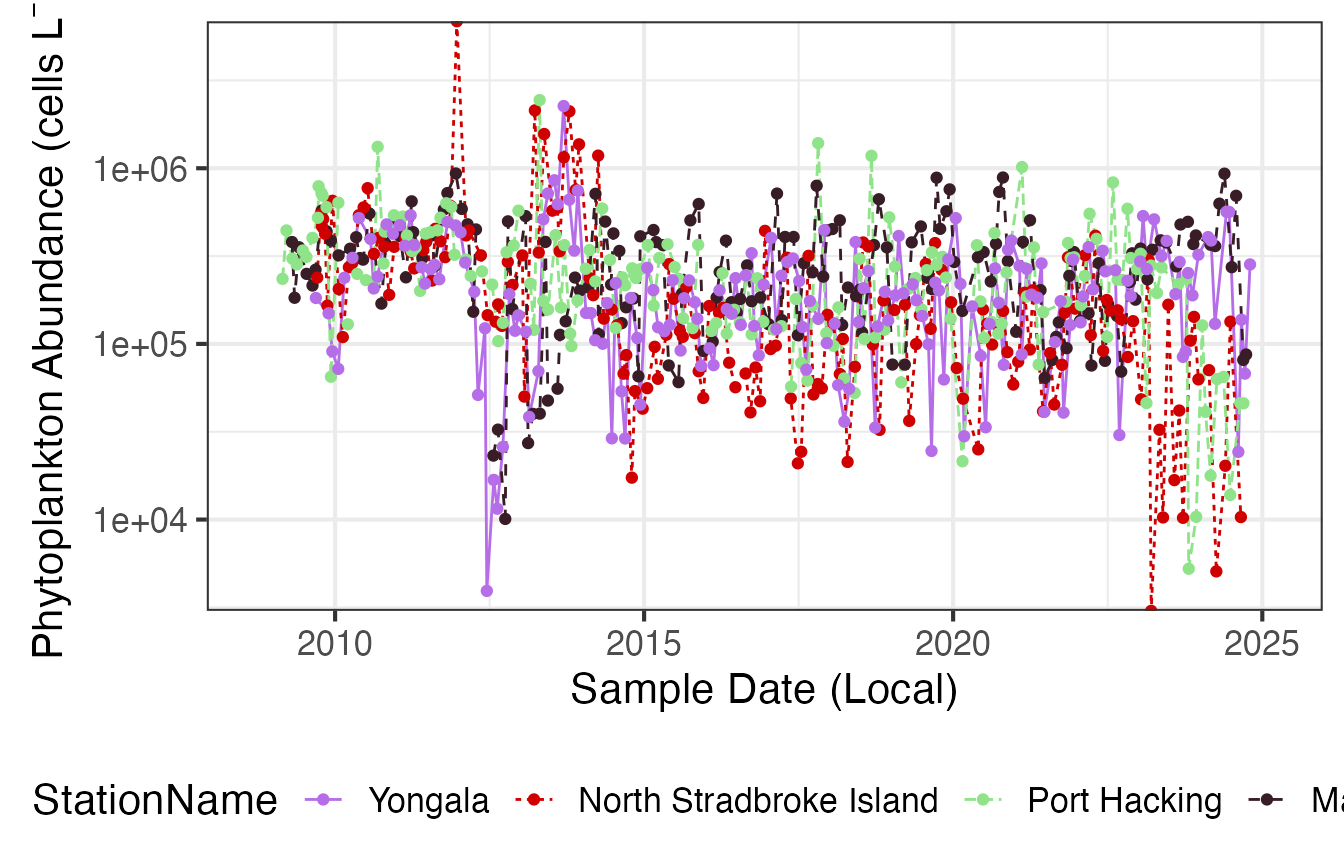 Phytoplankton Abundance (cells L⁻
1e+06
1e+05
1e+04
2010 2015 2020 2025
Sample Date (Local)
StationName Yongala North Stradbroke Island Port Hacking Ma